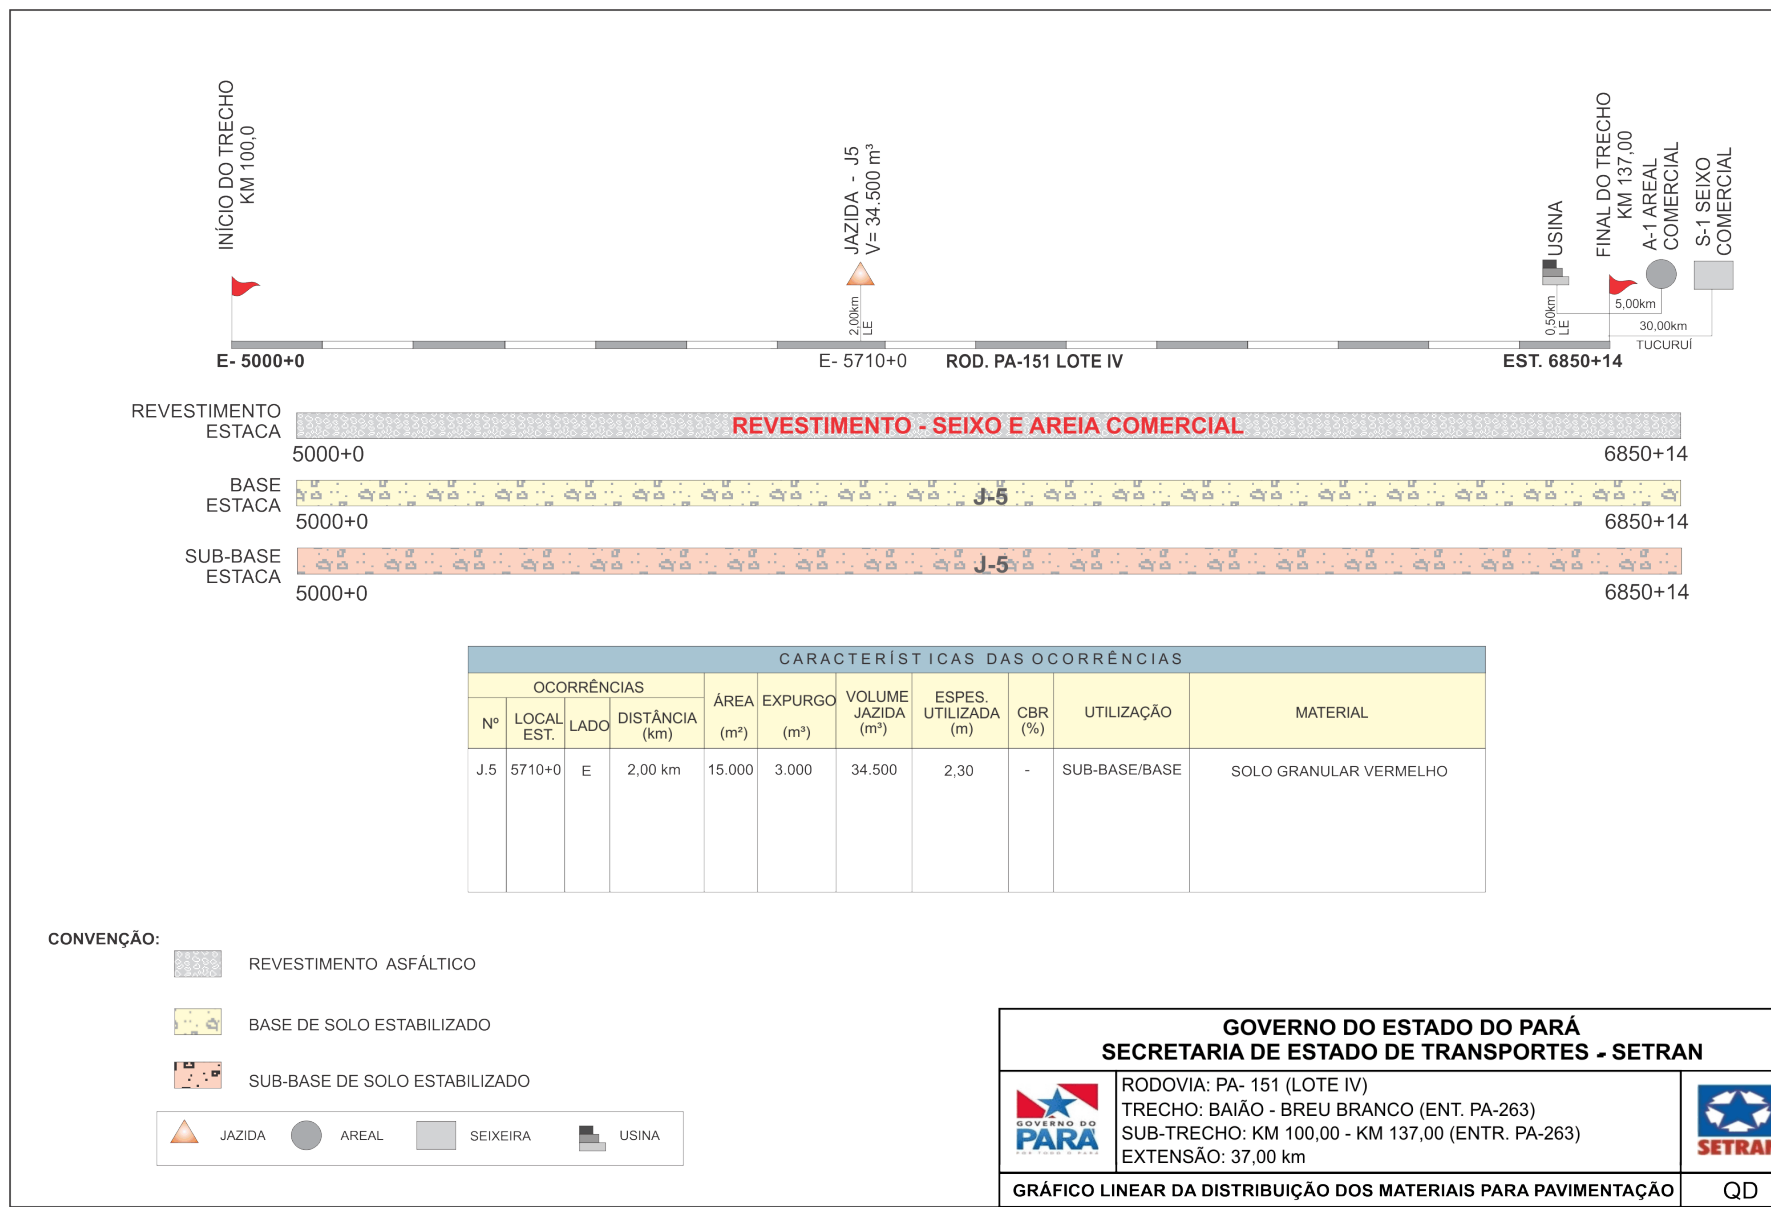 INÍCIO DO TRECHO
KM 100,0
JAZIDA - J5
V= 34.500 m³
USINA
FINAL DO TRECHO
KM 137,00
A-1 AREAL
COMERCIAL
S-1 SEIXO
COMERCIAL
2,00km
LE
0,50km
LE
5,00km
30,00km
TUCURUÍ
E- 5000+0
E- 5710+0
ROD. PA-151 LOTE IV
EST. 6850+14
REVESTIMENTO
ESTACA
REVESTIMENTO - SEIXO E AREIA COMERCIAL
5000+0
6850+14
BASE
ESTACA
J-5
5000+0
6850+14
SUB-BASE
ESTACA
J-5
5000+0
6850+14
CARACTERÍSTICAS DAS OCORRÊNCIAS
OCORRÊNCIAS
Nº
LOCAL
EST.
LADO
DISTÂNCIA
(km)
ÁREA
(m²)
EXPURGO
(m³)
VOLUME
JAZIDA
(m³)
ESPES.
UTILIZADA
(m)
CBR
(%)
UTILIZAÇÃO
MATERIAL
J.5 5710+0 E 2,00 km 15.000 3.000 34.500 2,30 - SUB-BASE/BASE SOLO GRANULAR VERMELHO
CONVENÇÃO:
REVESTIMENTO ASFÁLTICO
BASE DE SOLO ESTABILIZADO
SUB-BASE DE SOLO ESTABILIZADO
JAZIDA
AREAL
SEIXEIRA
USINA
GOVERNO DO ESTADO DO PARÁ
SECRETARIA DE ESTADO DE TRANSPORTES - SETRAN
GOVERNO DO
PARÁ
POR TODO O PARÁ
RODOVIA: PA- 151 (LOTE IV)
TRECHO: BAIÃO - BREU BRANCO (ENT. PA-263)
SUB-TRECHO: KM 100,00 - KM 137,00 (ENTR. PA-263)
EXTENSÃO: 37,00 km
SETRAN
GRÁFICO LINEAR DA DISTRIBUIÇÃO DOS MATERIAIS PARA PAVIMENTAÇÃO
QD